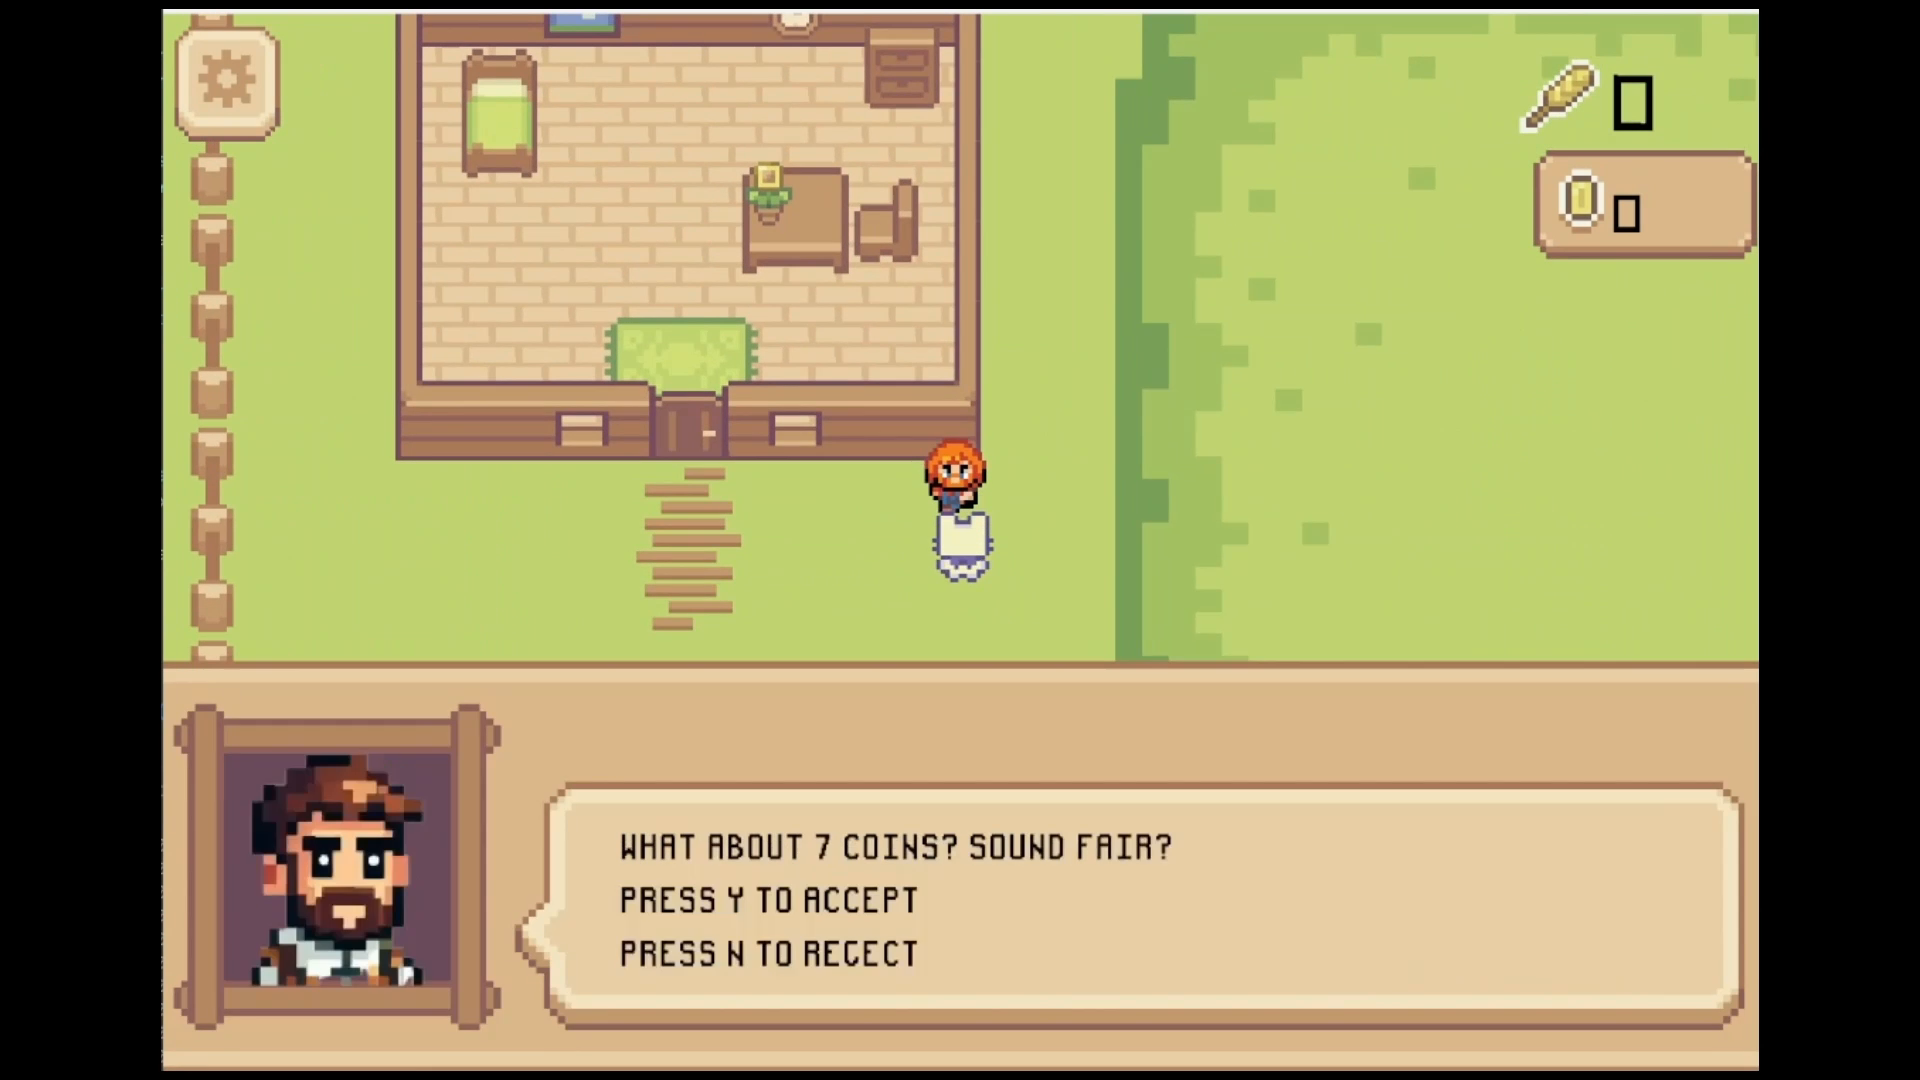 WHAT ABOUT 7 COINS? SOUND FAIR?
PRESS Y TO ACCEPT
PRESS N TO RECECT